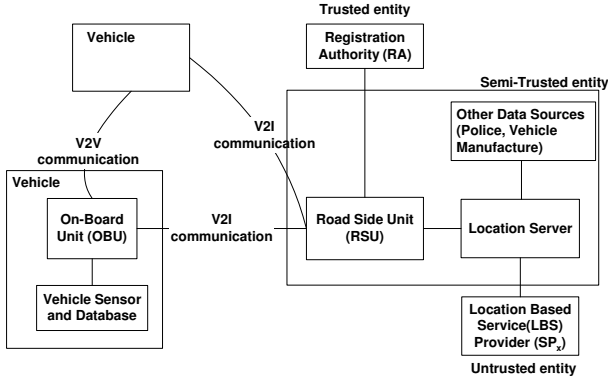 Trusted entity
Vehicle
Registration
Authority (RA)
Semi-Trusted entity
V2I
communication
Other Data Sources
(Police, Vehicle
Manufacture)
V2V
communication
Vehicle
On-Board
Unit (OBU)
V2I
communication
Road Side Unit
(RSU)
Location Server
Vehicle Sensor
and Database
Location Based
Service(LBS)
Provider (SPx)
Untrusted entity